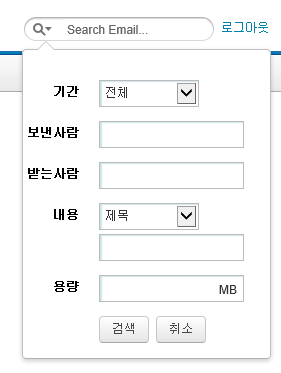 Search Email... 로그아웃
기간 전체
보낸사람
받는사람
내용 제목
용량 MB
검색 취소